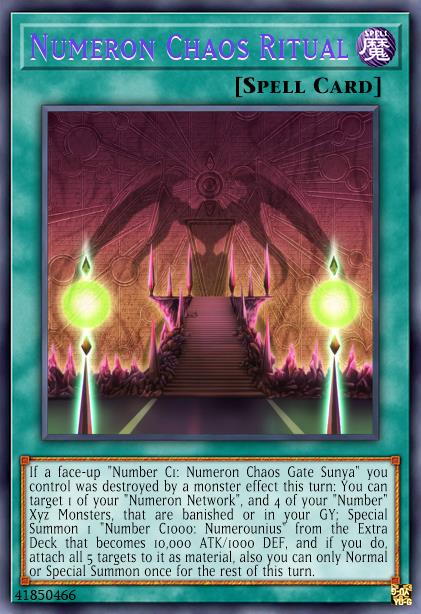 Numeron Chaos Ritual
SPELL
魔
[Spell Card]
If a face-up "Number C1: Numeron Chaos Gate Sunya" you
control was destroyed by a monster effect this turn: You can
target 1 of your "Numeron Network", and 4 of your "Number"
Xyz Monsters, that are banished or in your GY; Special
Summon 1 "Number C1000: Numerounius" from the Extra
Deck that becomes 10,000 ATK/1000 DEF, and if you do,
attach all 5 targets to it as material, also you can only Normal
or Special Summon once for the rest of this turn.
41850466